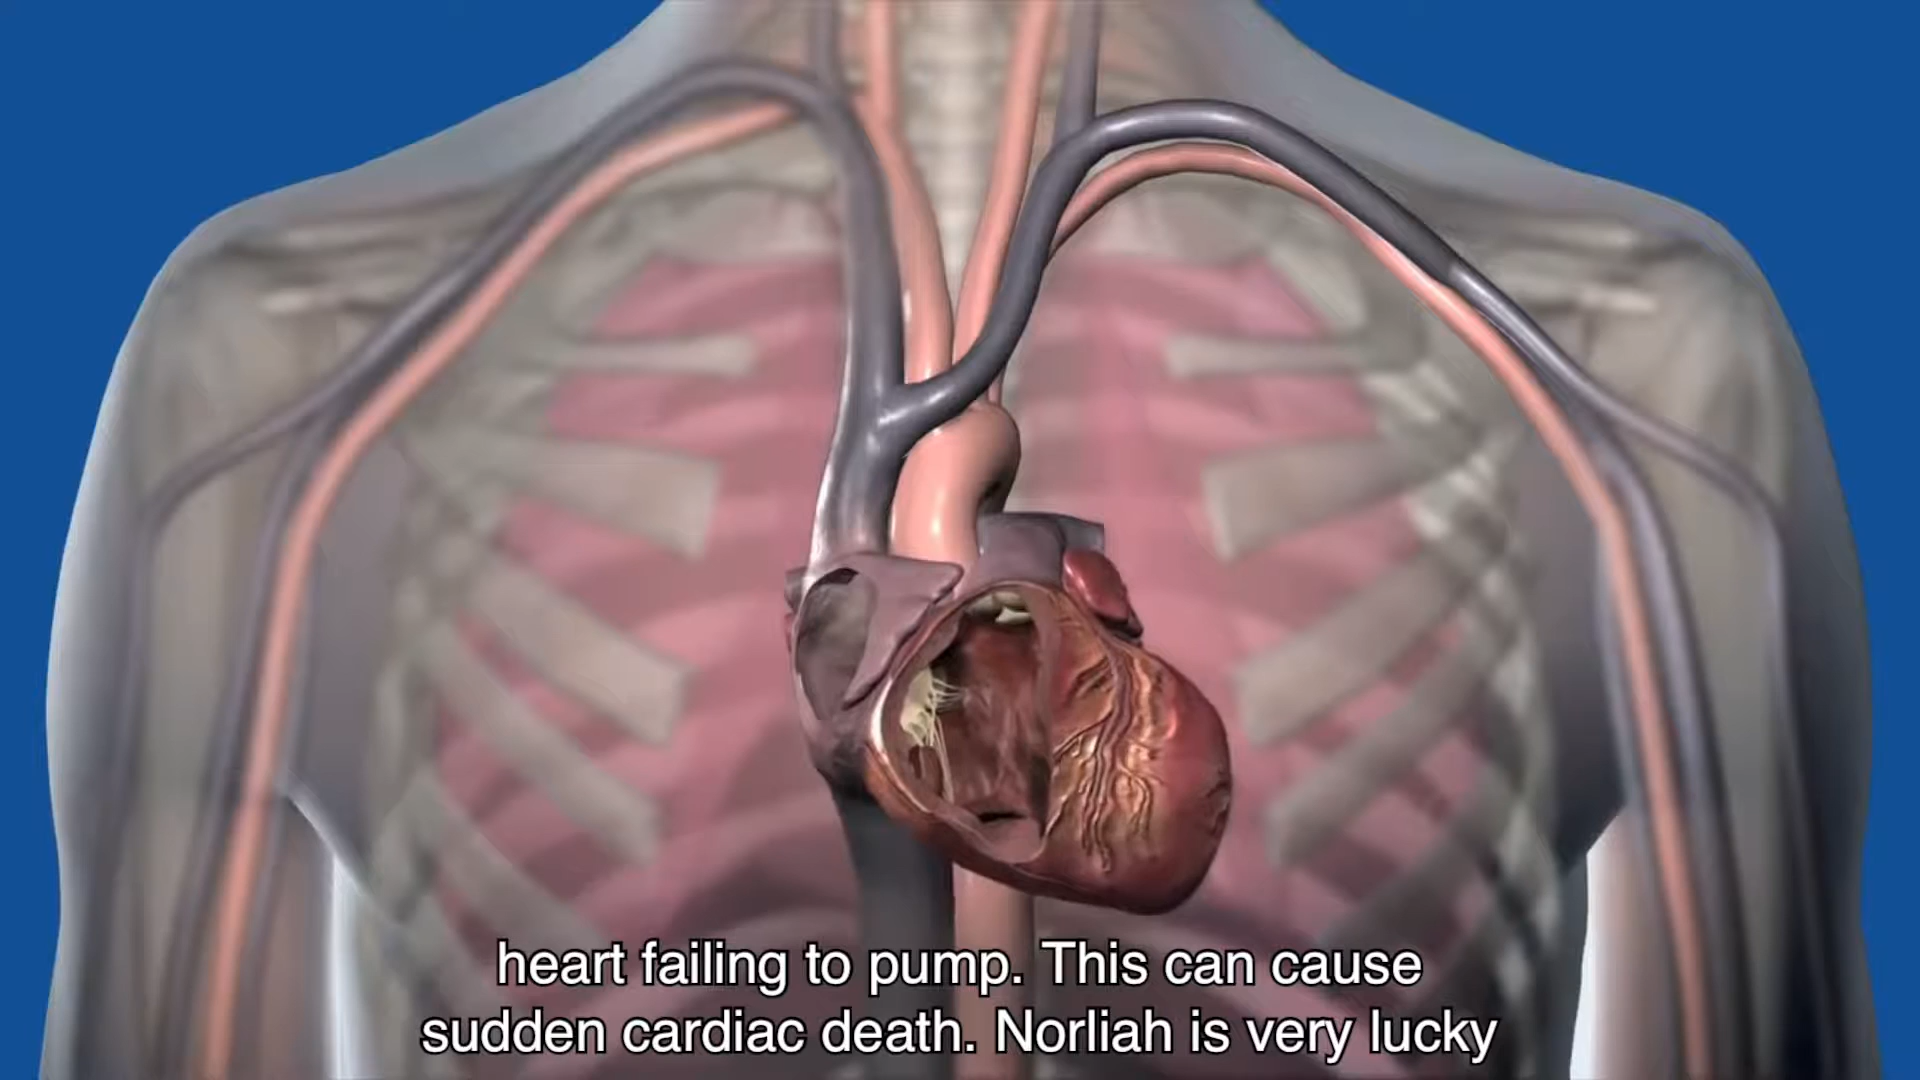 heart failing to pump. This can cause
sudden cardiac death. Norliah is very lucky